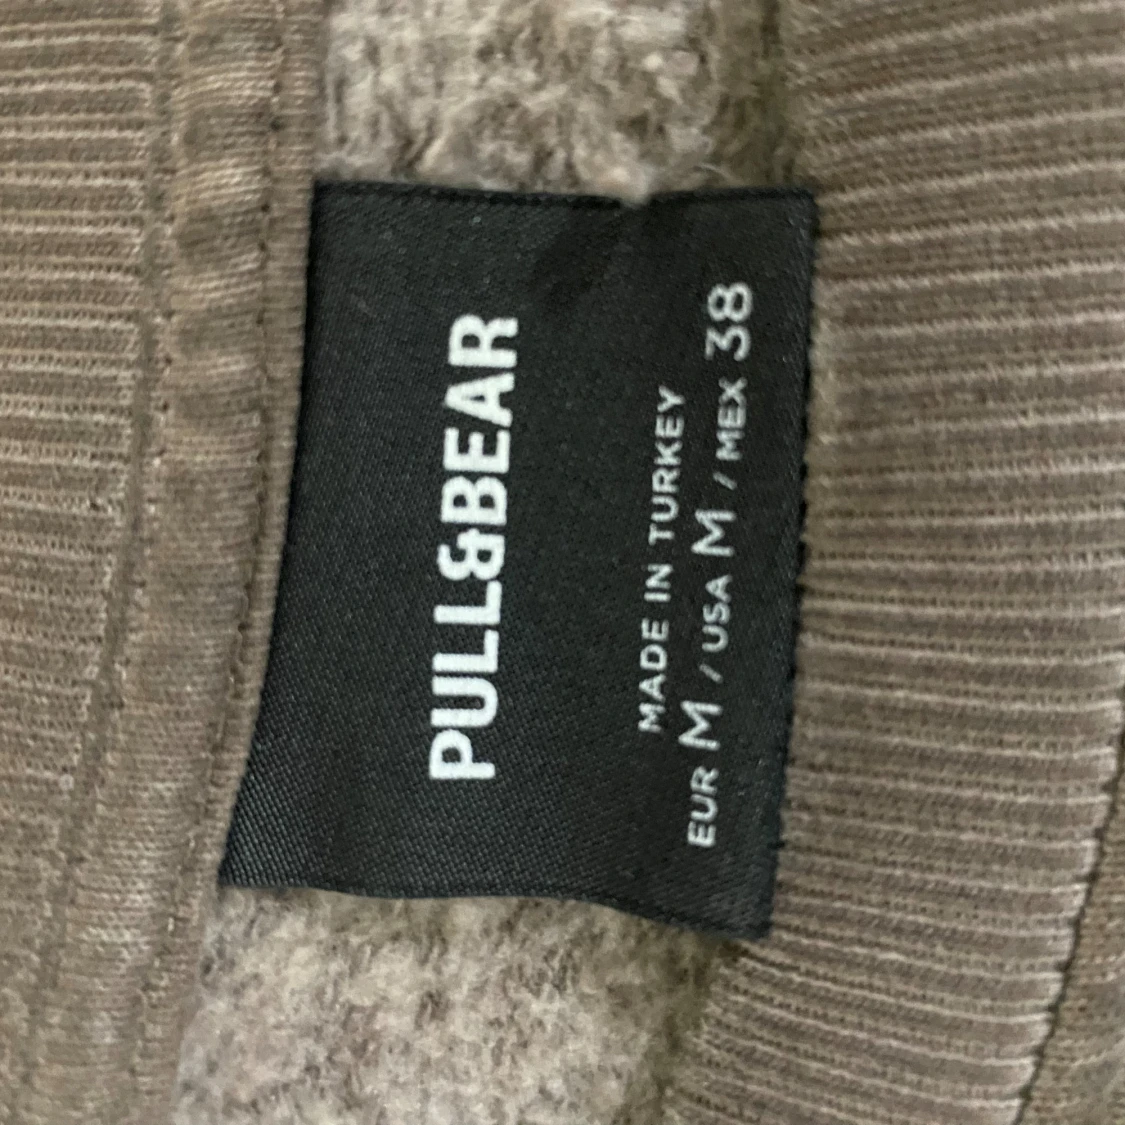 PULL&BEAR
MADE IN TURKEY
EUR M / USA M / MEX 38